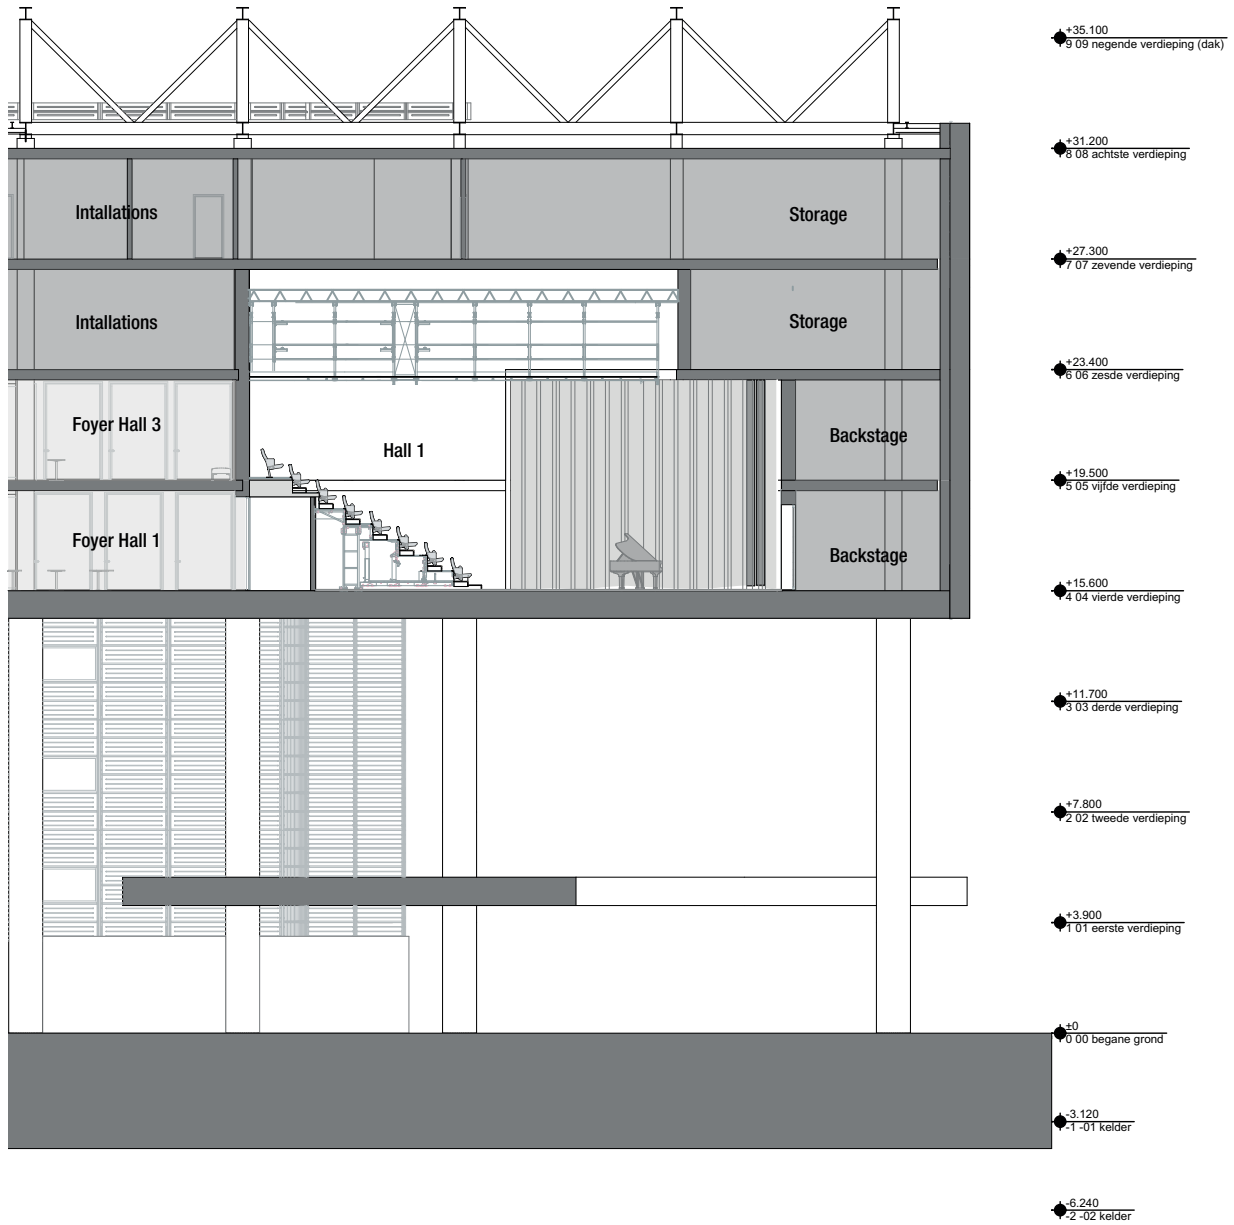 +35.100
9 09 negende verdieping (dak)
+31.200
8 08 achtste verdieping
Intallations
Storage
+27.300
7 07 zevende verdieping
Intallations
Storage
+23.400
6 06 zesde verdieping
Foyer Hall 3
Hall 1
Backstage
+19.500
5 05 vijfde verdieping
Foyer Hall 1
Backstage
+15.600
4 04 vierde verdieping
+11.700
3 03 derde verdieping
+7.800
2 02 tweede verdieping
+3.900
1 01 eerste verdieping
±0
0 00 begane grond
-3.120
-1 -01 kelder
-6.240
-2 -02 kelder